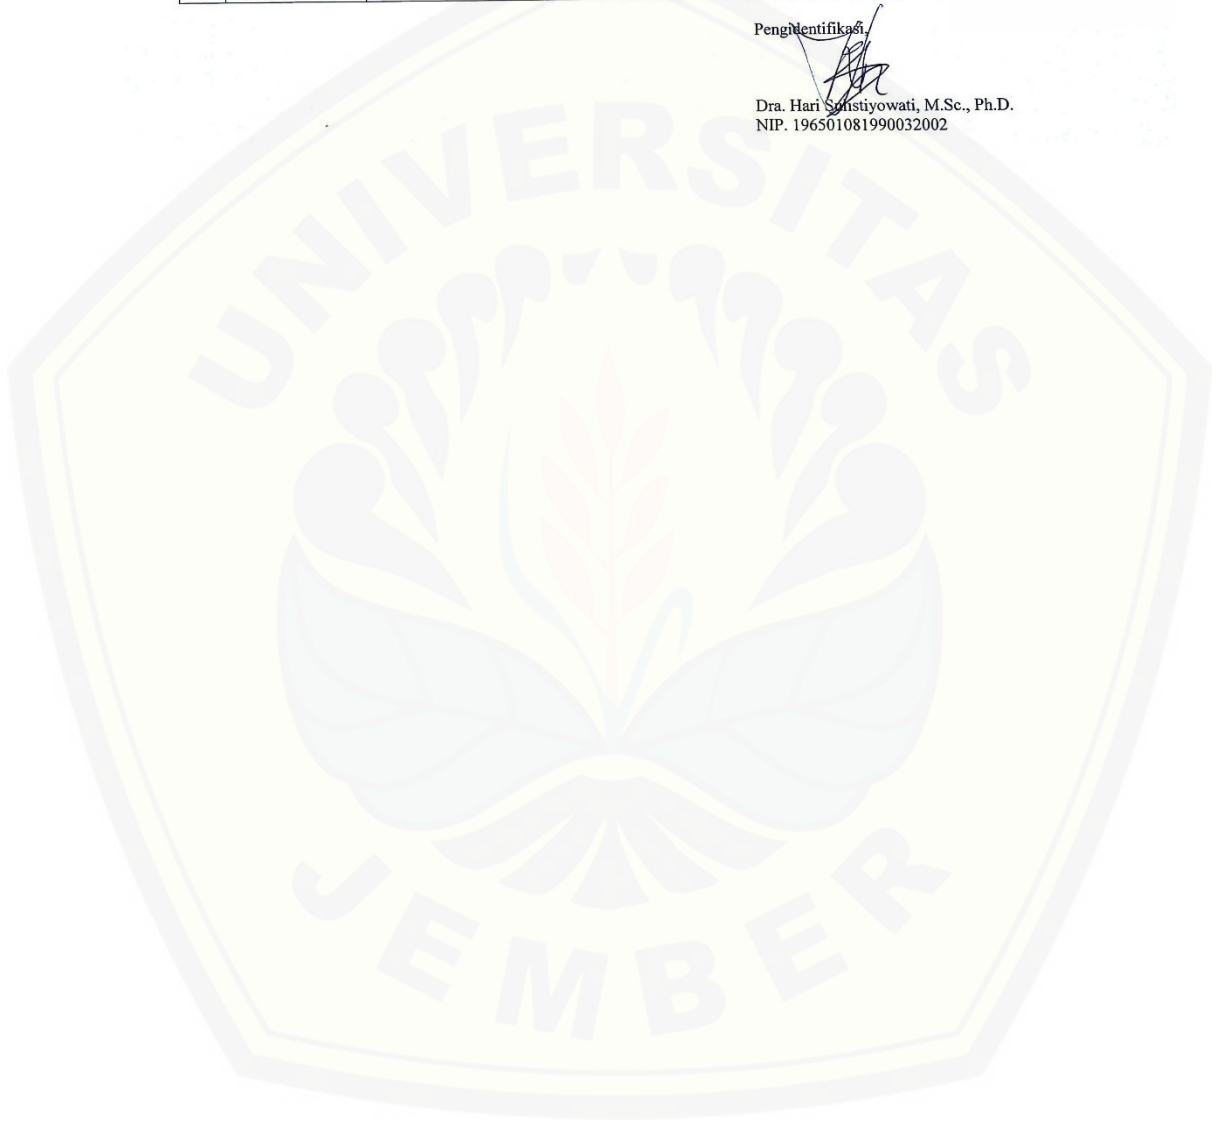 Pengidentifikasi,
Dra. Hari Sulistiyowati, M.Sc., Ph.D.
NIP. 196501081990032002
UNIVERSITAS
JEMBER